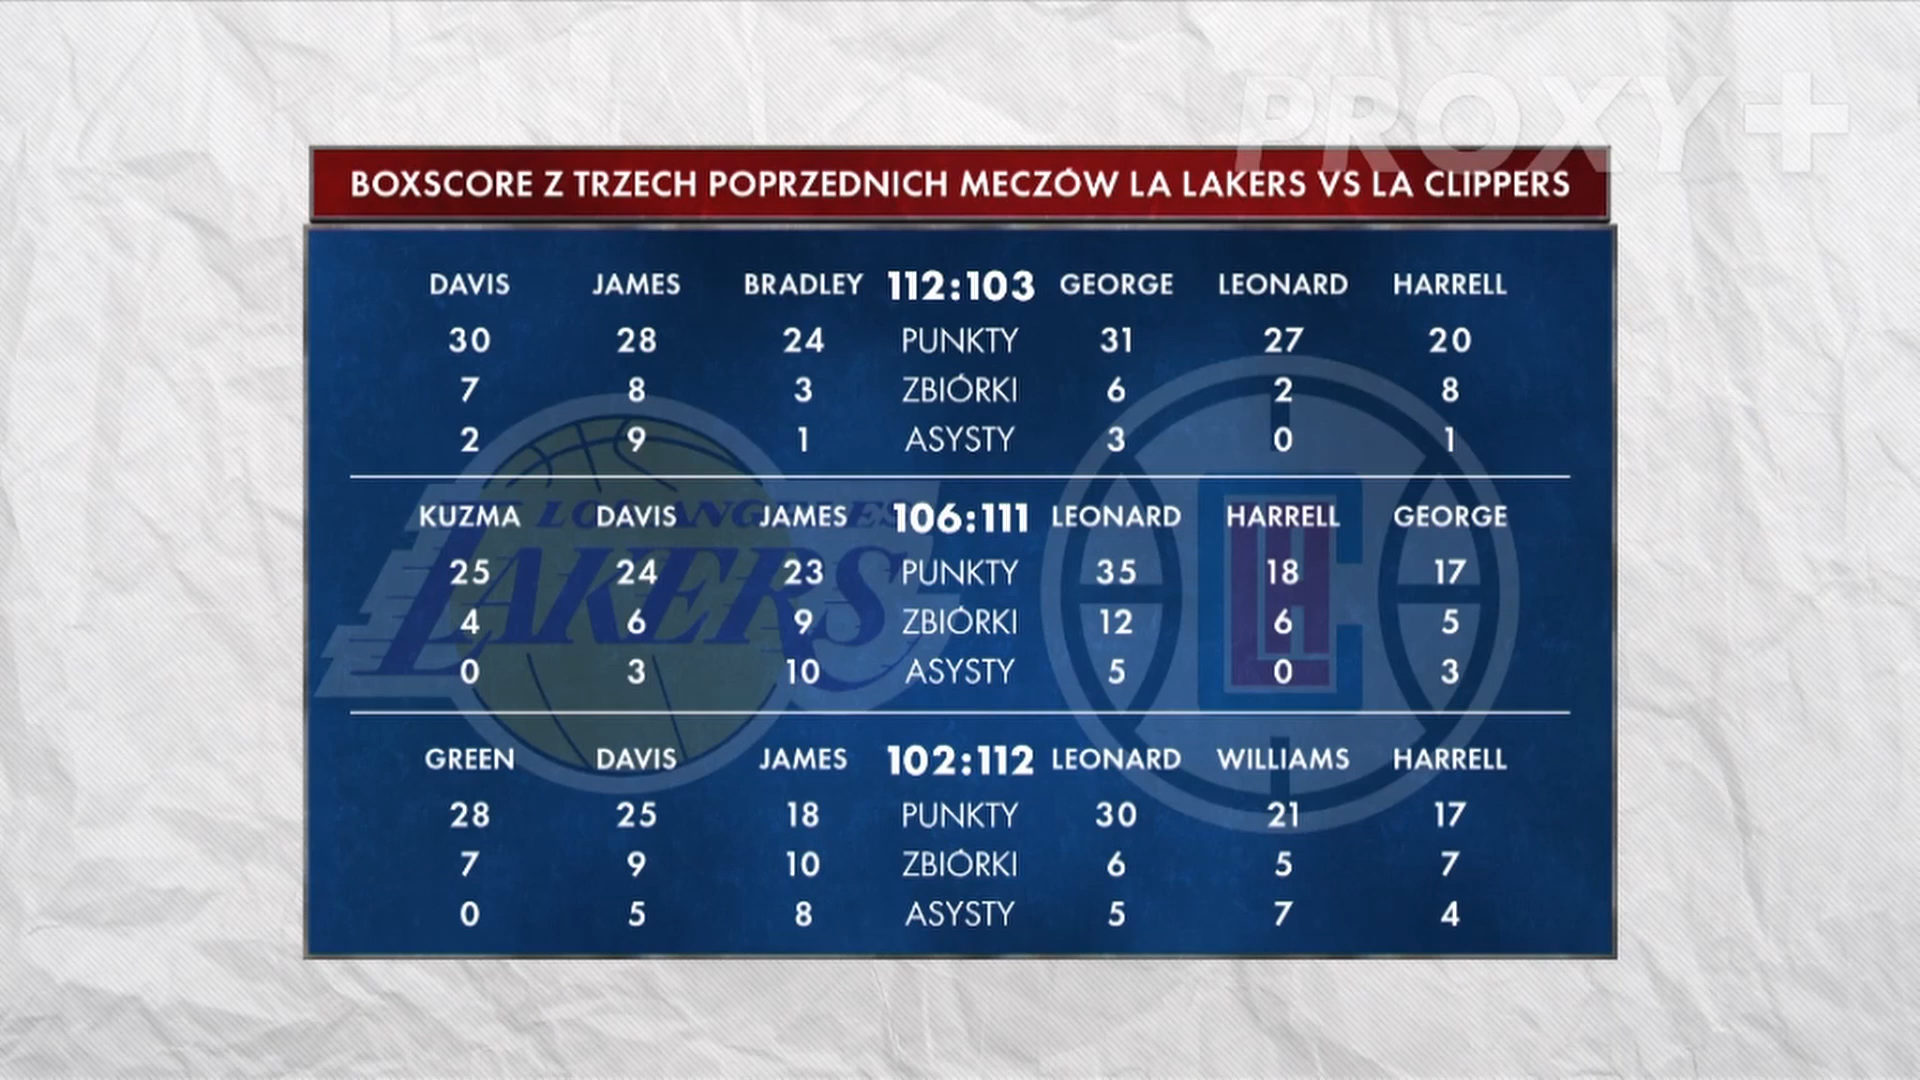 PROXY+
BOXSCORE Z TRZECH POPRZEDNICH MECZÓW LA LAKERS VS LA CLIPPERS
DAVIS JAMES BRADLEY 112:103 GEORGE LEONARD HARRELL
30 28 24 PUNKTY 31 27 20
7 8 3 ZBIÓRKI 6 2 8
2 9 1 ASYSTY 3 0 1
KUZMA DAVIS JAMES 106:111 LEONARD HARRELL GEORGE
LOS ANGELES
LAKERS
25 24 23 PUNKTY 35 18 17
4 6 9 ZBIÓRKI 12 6 5
0 3 10 ASYSTY 5 0 3
GREEN DAVIS JAMES 102:112 LEONARD WILLIAMS HARRELL
28 25 18 PUNKTY 30 21 17
7 9 10 ZBIÓRKI 6 5 7
0 5 8 ASYSTY 5 7 4